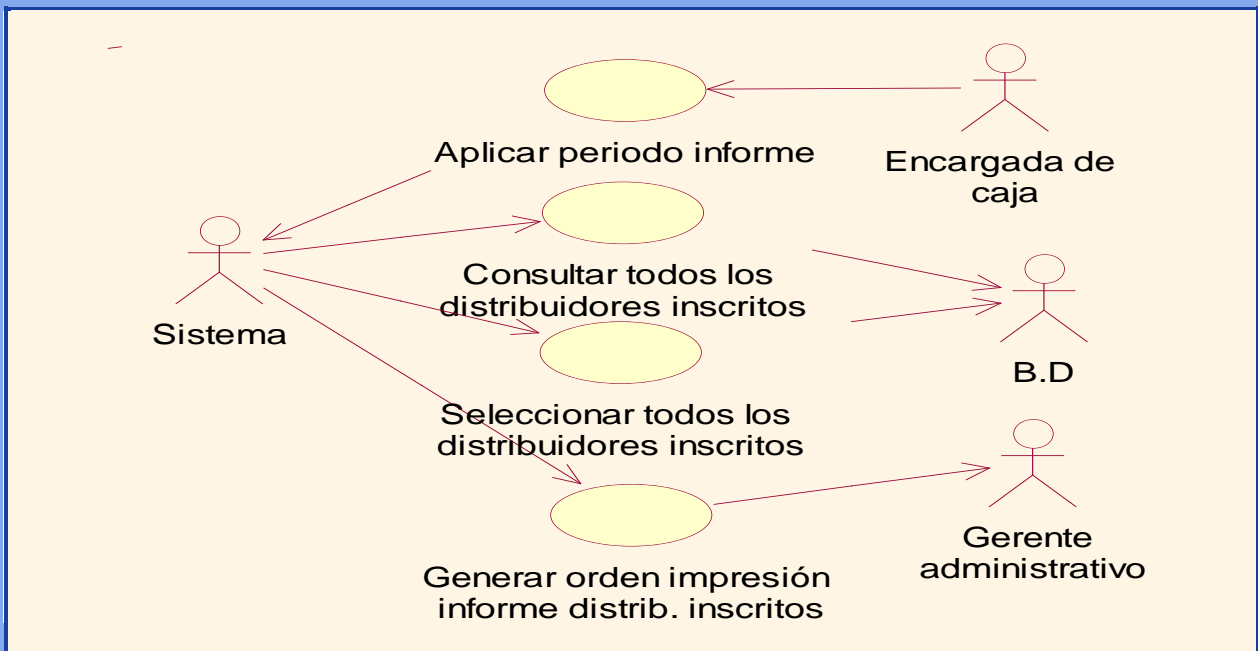 Aplicar periodo informe
Encargada de
caja
Consultar todos los
distribuidores inscritos
Sistema
B.D
Seleccionar todos los
distribuidores inscritos
Gerente
administrativo
Generar orden impresión
informe distrib. inscritos